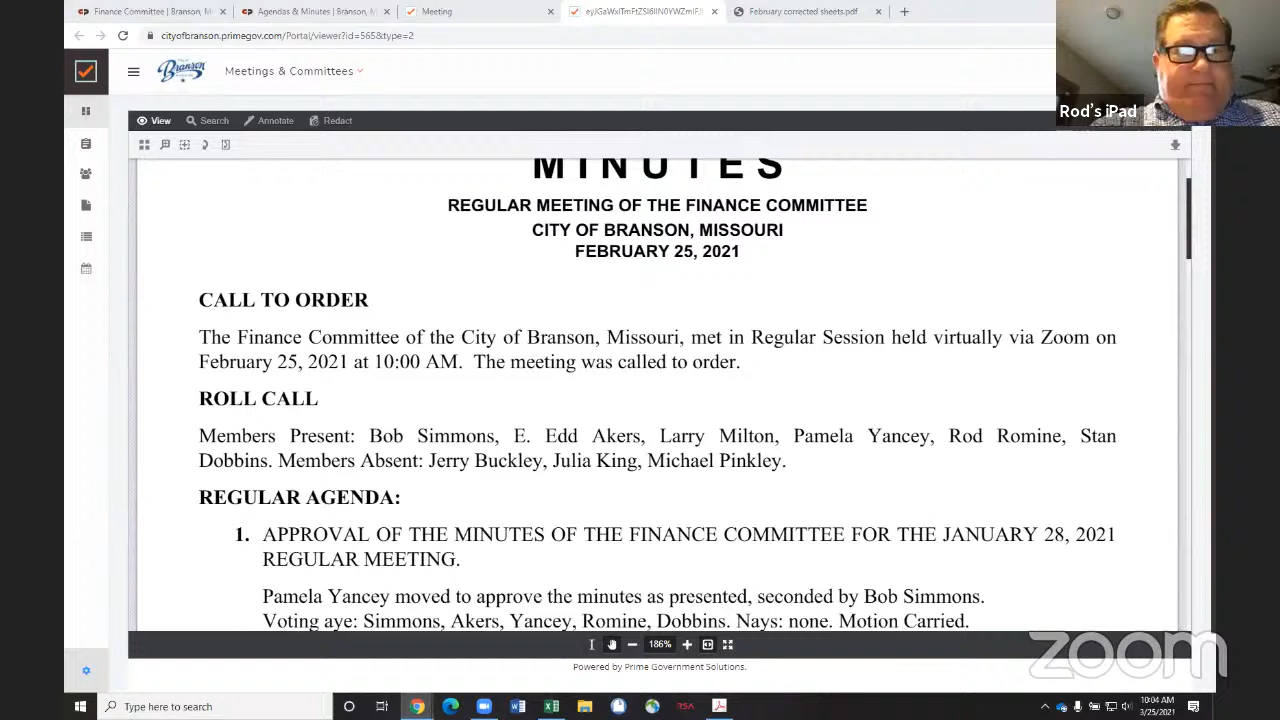 Finance Committee | Branson, M
Agendas & Minutes | Branson, M
Meeting
February corrected sheets.pdf
cityofbranson.primegov.com/Portal/viewer?id=565&type=2
Branson
Meetings & Committees
Rod's iPad
View
Search
Annotate
Redact
MINUTES
REGULAR MEETING OF THE FINANCE COMMITTEE
CITY OF BRANSON, MISSOURI
FEBRUARY 25, 2021
CALL TO ORDER
The Finance Committee of the City of Branson, Missouri, met in Regular Session held virtually via Zoom on
February 25, 2021 at 10:00 AM. The meeting was called to order.
ROLL CALL
Members Present: Bob Simmons, E. Edd Akers, Larry Milton, Pamela Yancey, Rod Romine, Stan
Dobbins. Members Absent: Jerry Buckley, Julia King, Michael Pinkley.
REGULAR AGENDA:
1. APPROVAL OF THE MINUTES OF THE FINANCE COMMITTEE FOR THE JANUARY 28, 2021
REGULAR MEETING.
Pamela Yancey moved to approve the minutes as presented, seconded by Bob Simmons.
Voting aye: Simmons, Akers, Yancey, Romine, Dobbins. Nays: none. Motion Carried.
186%
Powered by Prime Government Solutions.
zoom
Type here to search
RSA
10:04 AM
3/25/2021